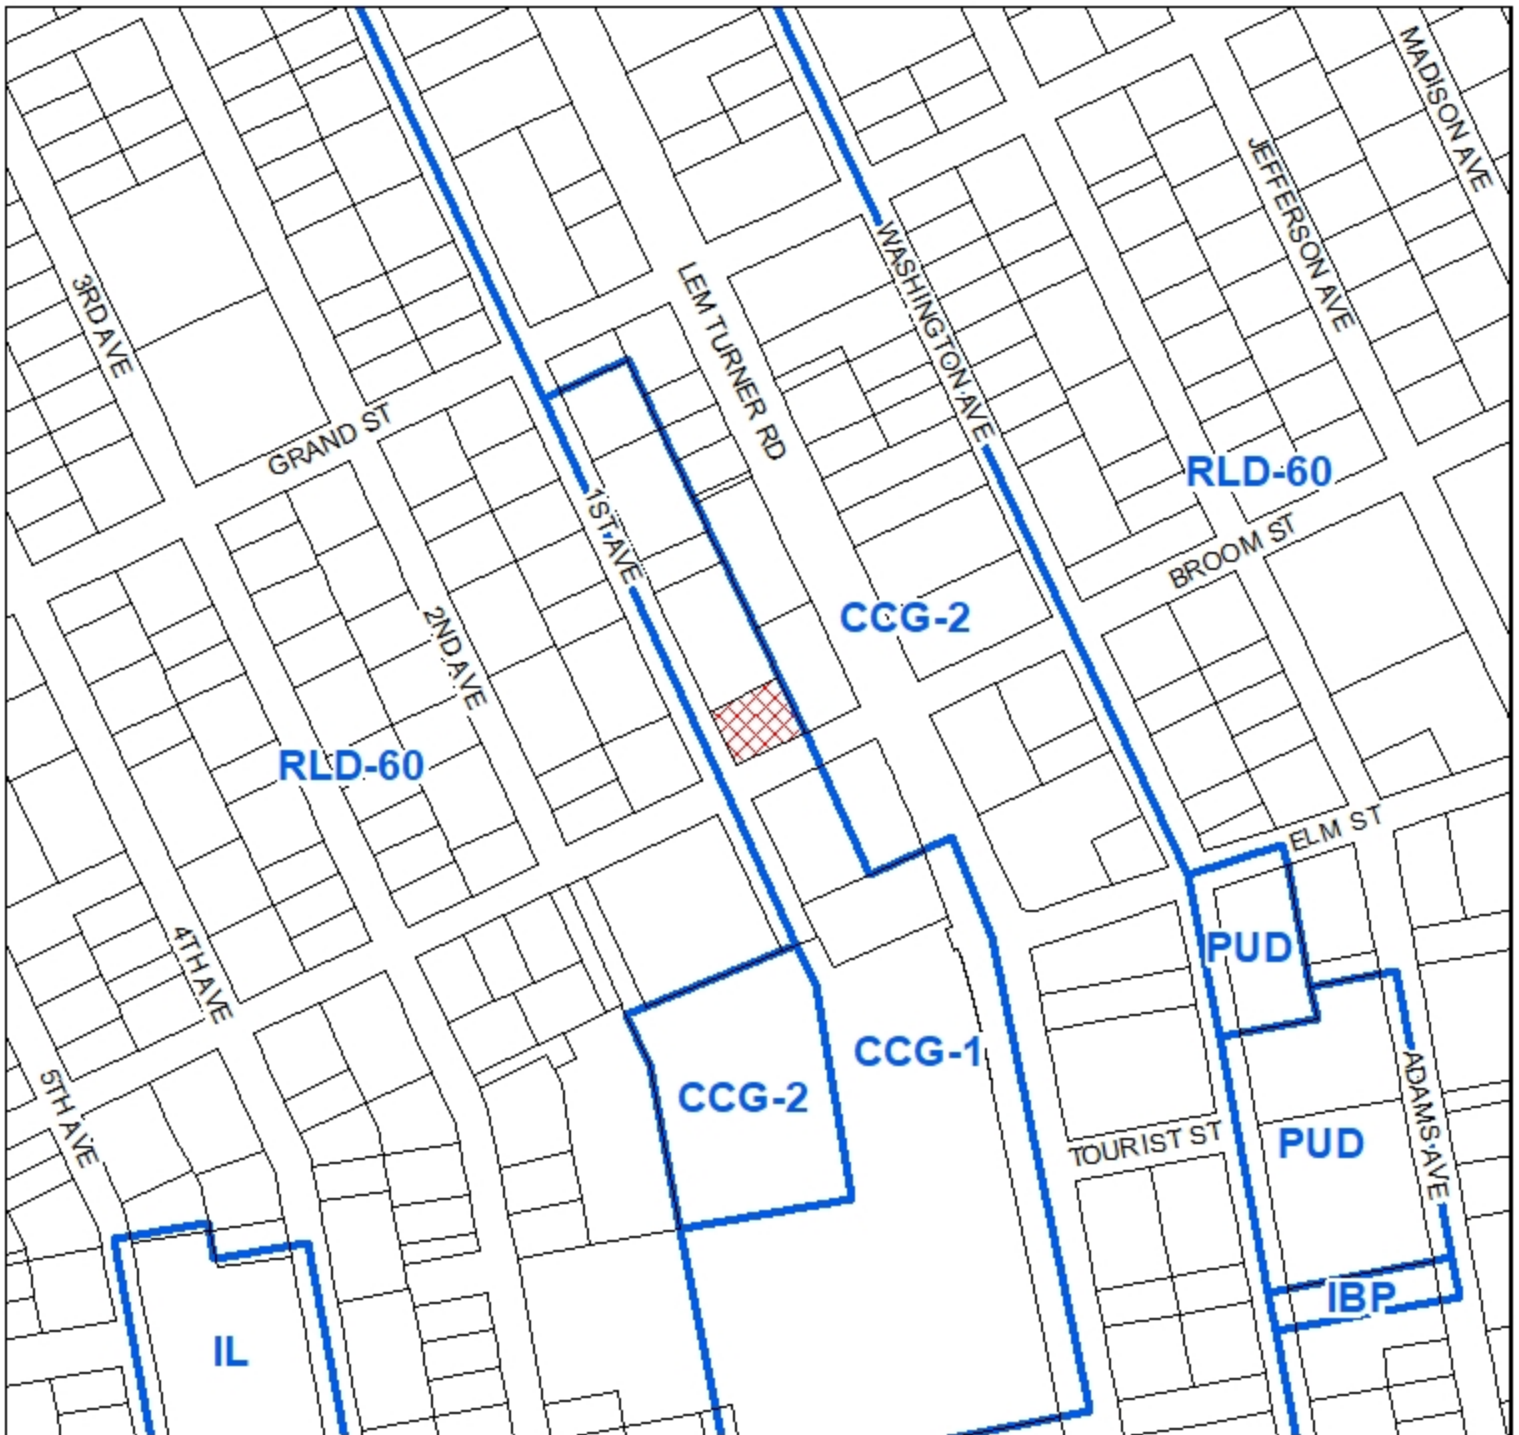 MADISON AVE
JEFFERSON AVE
WASHINGTON AVE
LEM TURNER RD
3RD AVE
GRAND ST
RLD-60
1ST AVE
BROOM ST
CCG-2
2ND AVE
RLD-60
ELM ST
4TH AVE
PUD
CCG-1
5TH AVE
CCG-2
ADAMS AVE
TOURIST ST
PUD
IBP
IL